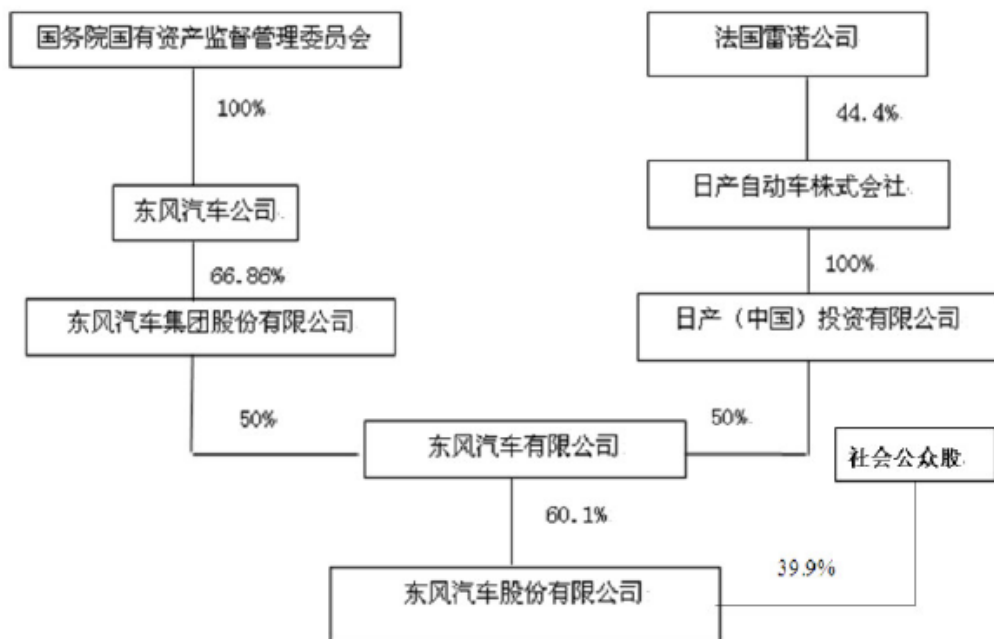 国务院国有资产监督管理委员会
法国雷诺公司
100%
44.4%
东风汽车公司
日产自动车株式会社
66.86%
100%
东风汽车集团股份有限公司
日产（中国）投资有限公司
50%
50%
东风汽车有限公司
社会公众股
60.1%
39.9%
东风汽车股份有限公司